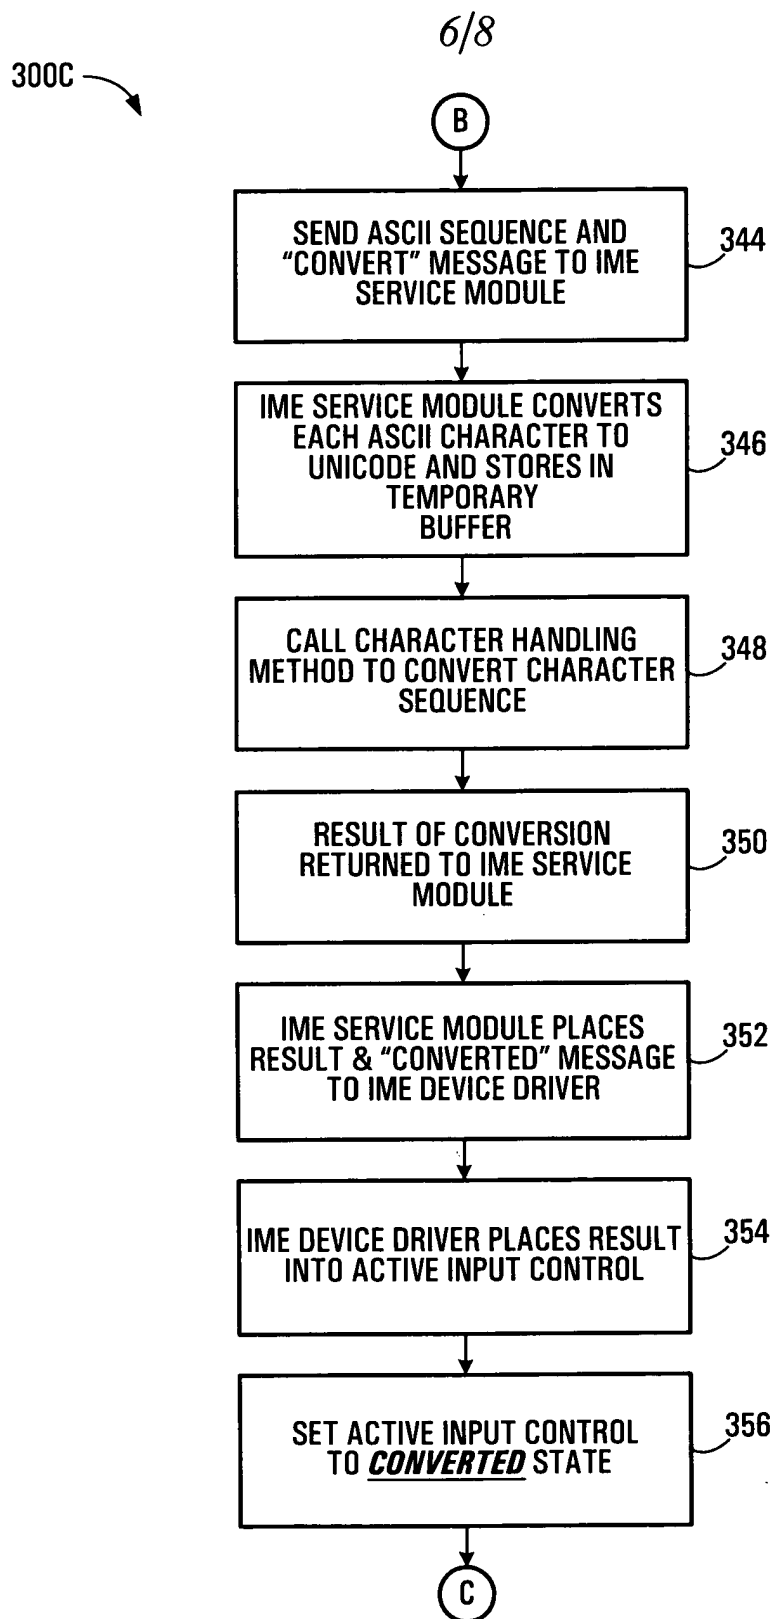 6/8
300C
B
SEND ASCII SEQUENCE AND
“CONVERT” MESSAGE TO IME
SERVICE MODULE
344
IME SERVICE MODULE CONVERTS
EACH ASCII CHARACTER TO
UNICODE AND STORES IN
TEMPORARY
BUFFER
346
CALL CHARACTER HANDLING
METHOD TO CONVERT CHARACTER
SEQUENCE
348
RESULT OF CONVERSION
RETURNED TO IME SERVICE
MODULE
350
IME SERVICE MODULE PLACES
RESULT & “CONVERTED” MESSAGE
TO IME DEVICE DRIVER
352
IME DEVICE DRIVER PLACES RESULT
INTO ACTIVE INPUT CONTROL
354
SET ACTIVE INPUT CONTROL
TO CONVERTED STATE
356
C